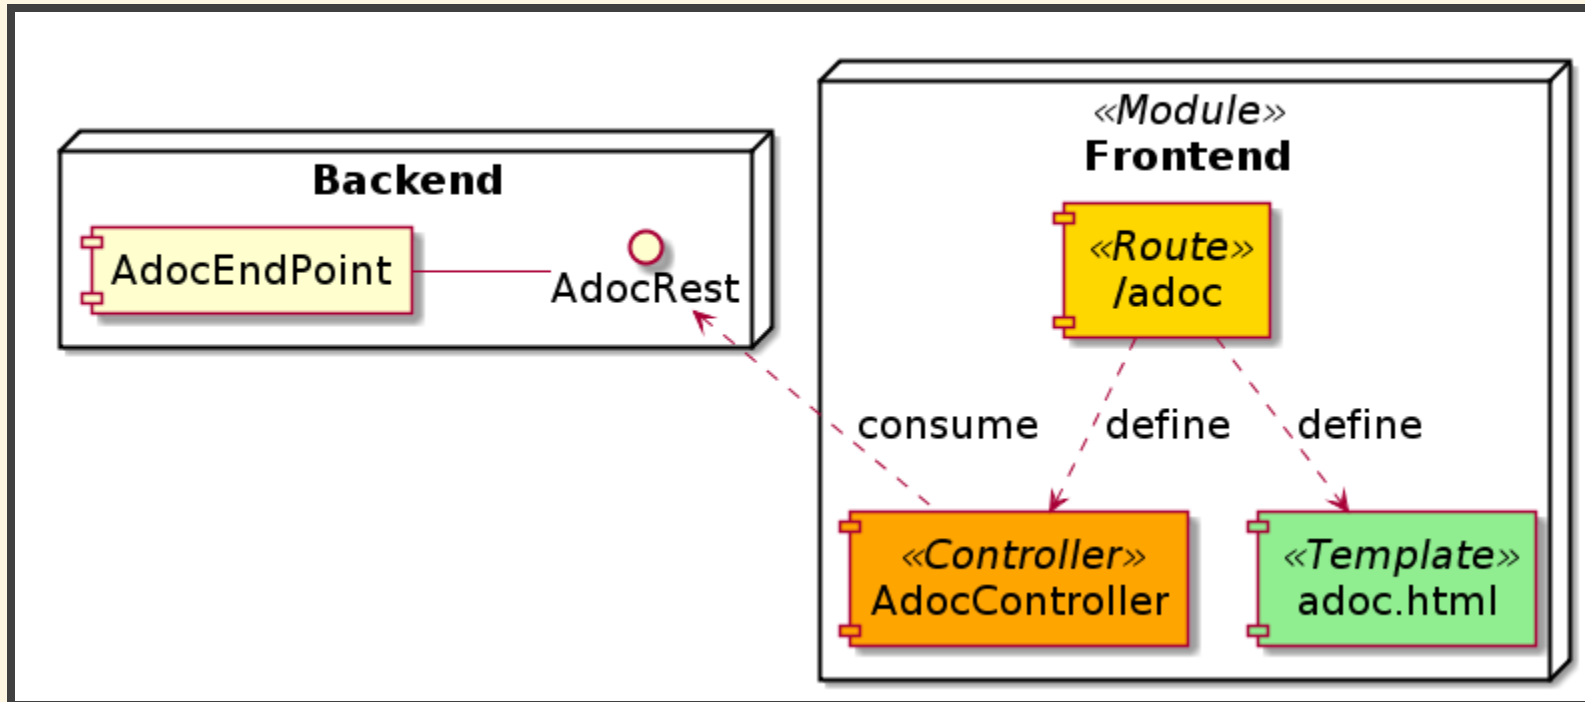 Backend
AdocEndPoint
AdocRest
«Module»
Frontend
«Route»
/adoc
consume
define
define
«Controller»
AdocController
«Template»
adoc.html